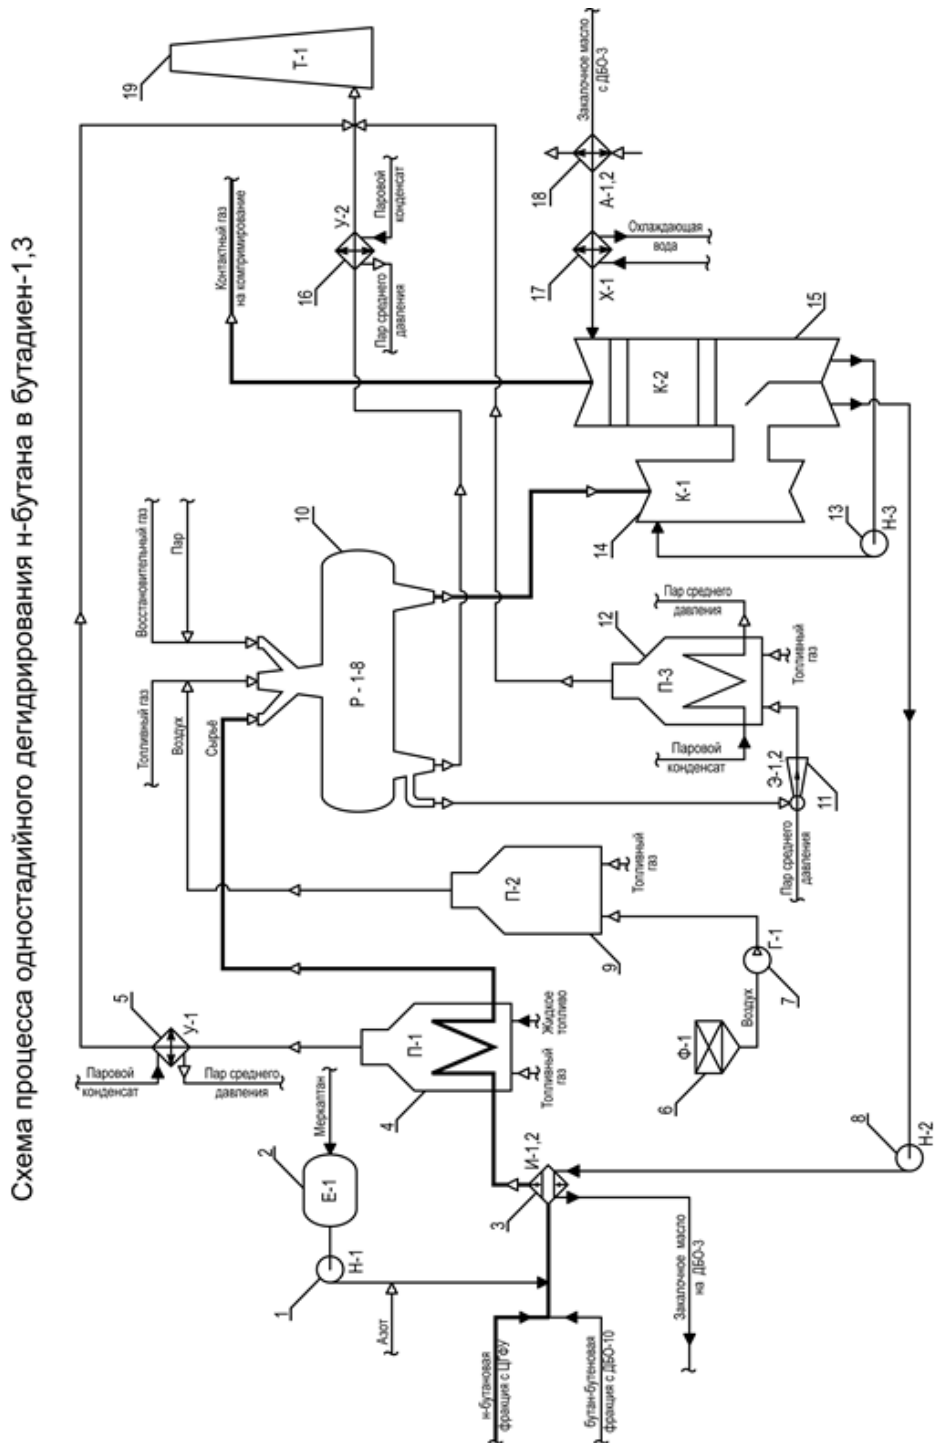 Схема процесса одностадийного дегидрирования н-бутана в бутадиен-1,3
19
Т-1
Закалочное масло
с ДБО-3
18
А-1,2
Контактный газ
на компримирование
У-2
Паровой
конденсат
16
Пар среднего
давления
17
Х-1
Охлаждающая
вода
15
К-2
К-1
14
13
Н-3
Восстановительный газ
Пар
10
Топливный газ
Воздух
Сырьё
Р - 1-8
12
Пар среднего
давления
П-3
Топливный
газ
Паровой
конденсат
Э-1,2
11
Пар среднего
давления
П-2
9
Топливный
газ
Г-1
7
Воздух
Ф-1
6
5
У-1
Паровой
конденсат
Пар среднего
давления
П-1
4
Жидкое
топливо
Топливный
газ
Меркаптан
2
Е-1
1
Н-1
Азот
И-1,2
3
8
Н-2
Закалочное масло
на ДБО-3
н-бутановая
фракция с ЦГФУ
бутан-бутеновая
фракция с ДБО-10